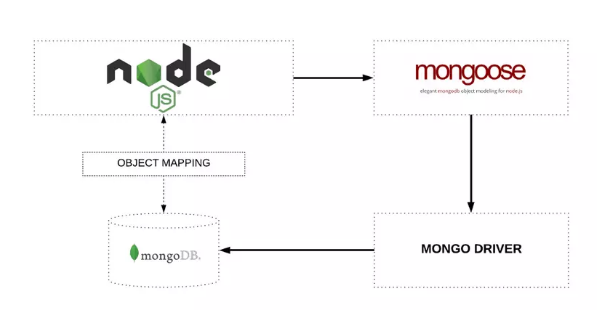 node
JS
mongoose
elegant mongodb object modeling for node.js
OBJECT MAPPING
mongoDB.
MONGO DRIVER